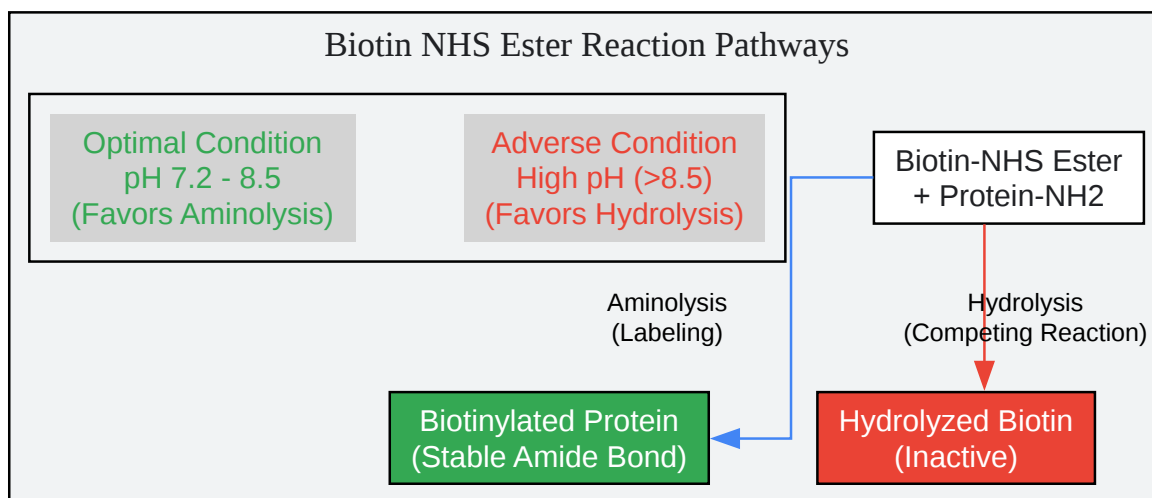 Biotin NHS Ester Reaction Pathways
Optimal Condition
pH 7.2 - 8.5
(Favors Aminolysis)
Adverse Condition
High pH (>8.5)
(Favors Hydrolysis)
Biotin-NHS Ester
+ Protein-NH2
Aminolysis
(Labeling)
Hydrolysis
(Competing Reaction)
Biotinylated Protein
(Stable Amide Bond)
Hydrolyzed Biotin
(Inactive)